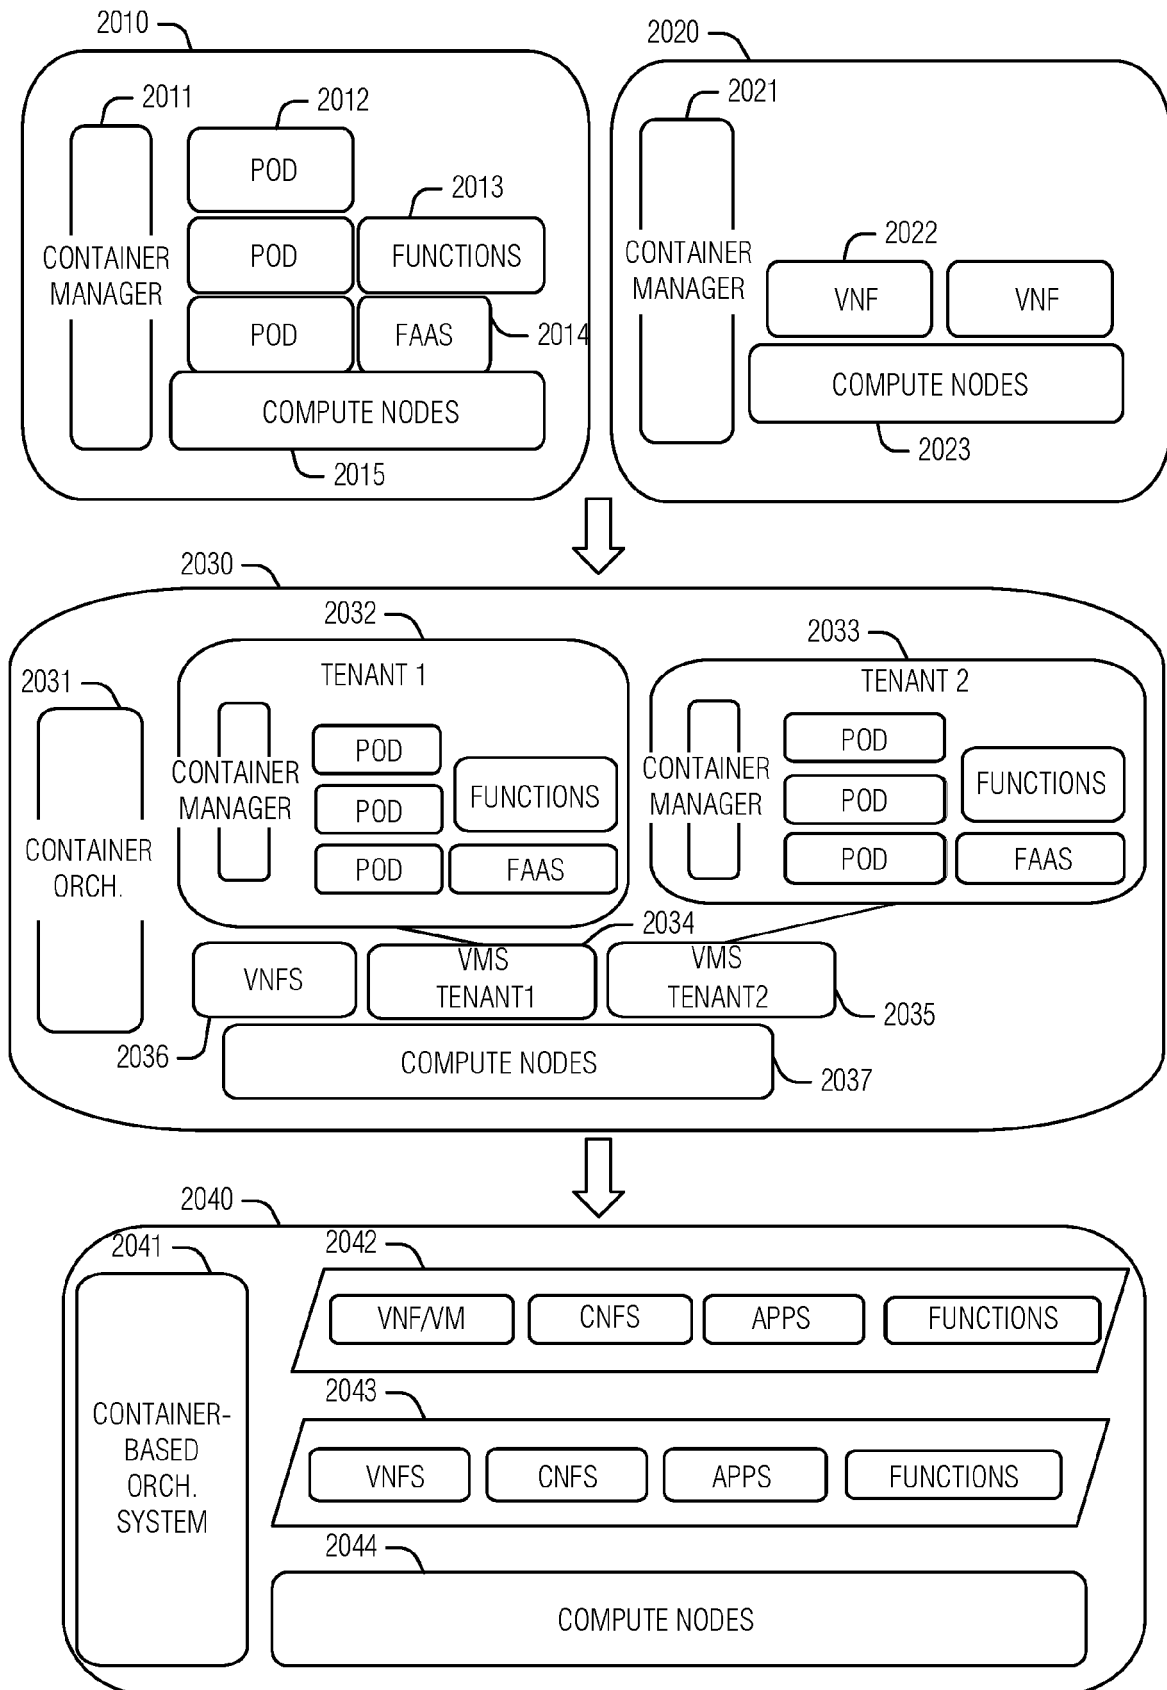 2010
2020
2011
2012
2021
POD
2013
CONTAINER
MANAGER
POD
FUNCTIONS
CONTAINER
MANAGER
2022
POD
FAAS
2014
VNF
VNF
COMPUTE NODES
COMPUTE NODES
2015
2023
2030
2032
2033
2031
TENANT 1
TENANT 2
CONTAINER
MANAGER
POD
POD
POD
FUNCTIONS
FAAS
CONTAINER
MANAGER
POD
POD
POD
FUNCTIONS
FAAS
CONTAINER
ORCH.
2034
VNFS
VMS
TENANT1
VMS
TENANT2
2035
2036
COMPUTE NODES
2037
2040
2041
2042
VNF/VM
CNFS
APPS
FUNCTIONS
2043
CONTAINER-
BASED
ORCH.
SYSTEM
VNFS
CNFS
APPS
FUNCTIONS
2044
COMPUTE NODES